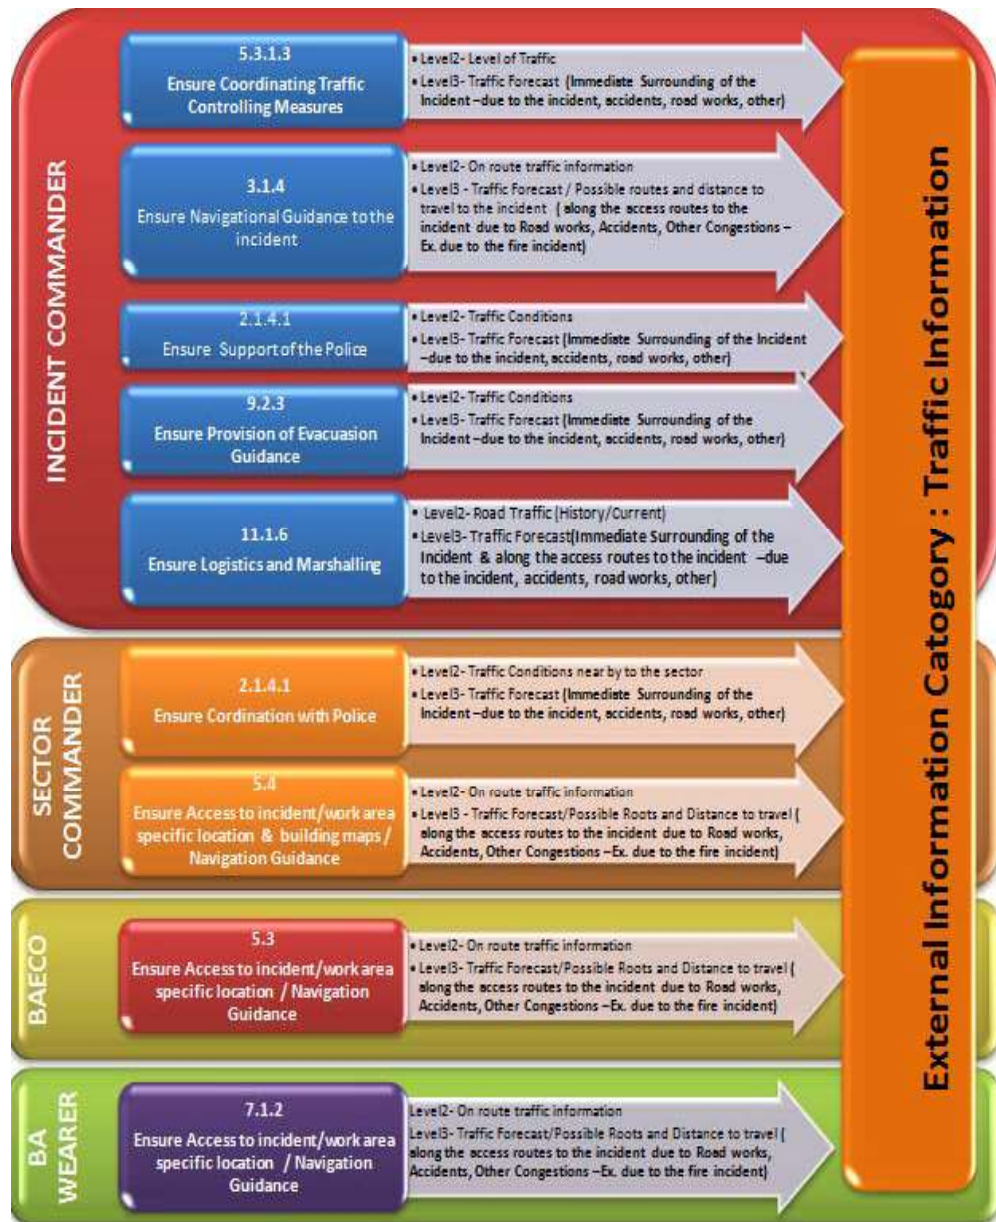 INCIDENT COMMANDER
5.3.1.3
Ensure Coordinating Traffic
Controlling Measures
• Level2- Level of Traffic
• Level3- Traffic Forecast (Immediate Surrounding of the
Incident –due to the incident, accidents, road works, other)
3.1.4
Ensure Navigational Guidance to the
incident
• Level2- On route traffic information
• Level3 - Traffic Forecast / Possible routes and distance to
travel to the incident ( along the access routes to the
incident due to Road works, Accidents, Other Congestions –
Ex. due to the fire incident)
2.1.4.1
Ensure Support of the Police
• Level2- Traffic Conditions
• Level3- Traffic Forecast (Immediate Surrounding of the Incident
–due to the incident, accidents, road works, other)
9.2.3
Ensure Provision of Evacuasion
Guidance
• Level2- Traffic Conditions
• Level3- Traffic Forecast (Immediate Surrounding of the
Incident –due to the incident, accidents, road works, other)
11.1.6
Ensure Logistics and Marshalling
• Level2- Road Traffic (History/Current)
• Level3- Traffic Forecast(Immediate Surrounding of the
Incident & along the access routes to the incident –due
to the incident, accidents, road works, other)
SECTOR
COMMANDER
2.1.4.1
Ensure Cordination with Police
• Level2- Traffic Conditions near by to the sector
• Level3- Traffic Forecast (Immediate Surrounding of the
Incident –due to the incident, accidents, road works, other)
5.4
Ensure Access to incident/work area
specific location & building maps /
Navigation Guidance
• Level2- On route traffic information
• Level3 - Traffic Forecast/Possible Roots and Distance to travel (
along the access routes to the incident due to Road works,
Accidents, Other Congestions –Ex. due to the fire incident)
BAECO
5.3
Ensure Access to incident/work area
specific location / Navigation
Guidance
• Level2- On route traffic information
• Level3- Traffic Forecast/Possible Roots and Distance to travel (
along the access routes to the incident due to Road works,
Accidents, Other Congestions –Ex. due to the fire incident)
BA
WEARER
7.1.2
Ensure Access to incident/work area
specific location / Navigation
Guidance
Level2- On route traffic information
Level3- Traffic Forecast/Possible Roots and Distance to travel (
along the access routes to the incident due to Road works,
Accidents, Other Congestions –Ex. due to the fire incident)
External Information Catogory : Traffic Information